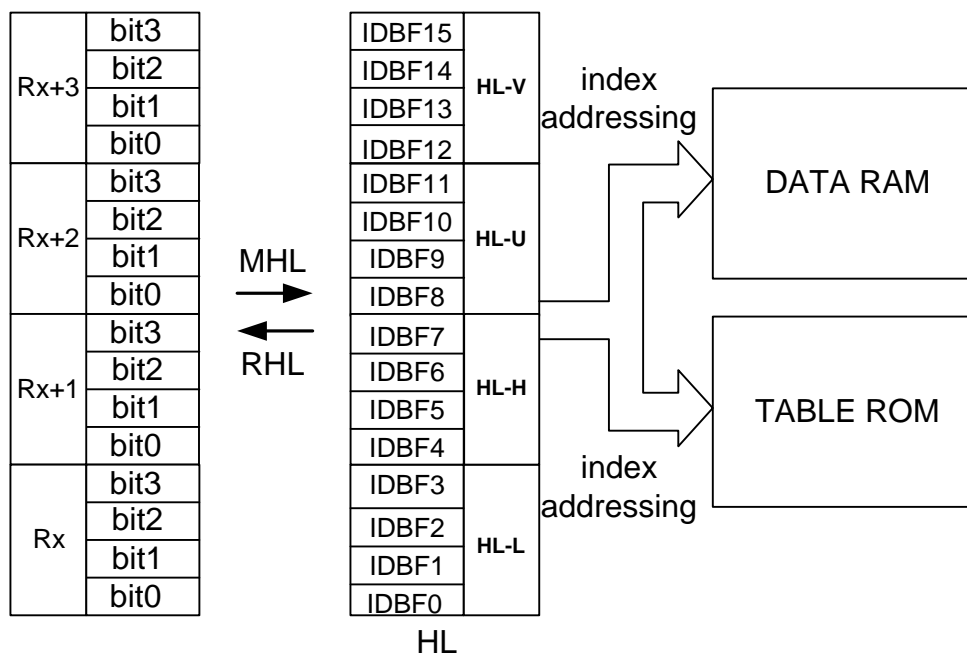 Rx+3
bit3
bit2
bit1
bit0
Rx+2
bit3
bit2
bit1
bit0
Rx+1
bit3
bit2
bit1
bit0
Rx
bit3
bit2
bit1
bit0
MHL
RHL
IDBF15
IDBF14
IDBF13
IDBF12
HL-V
IDBF11
IDBF10
IDBF9
IDBF8
HL-U
IDBF7
IDBF6
IDBF5
IDBF4
HL-H
IDBF3
IDBF2
IDBF1
IDBF0
HL-L
HL
index
addressing
DATA RAM
TABLE ROM
index
addressing